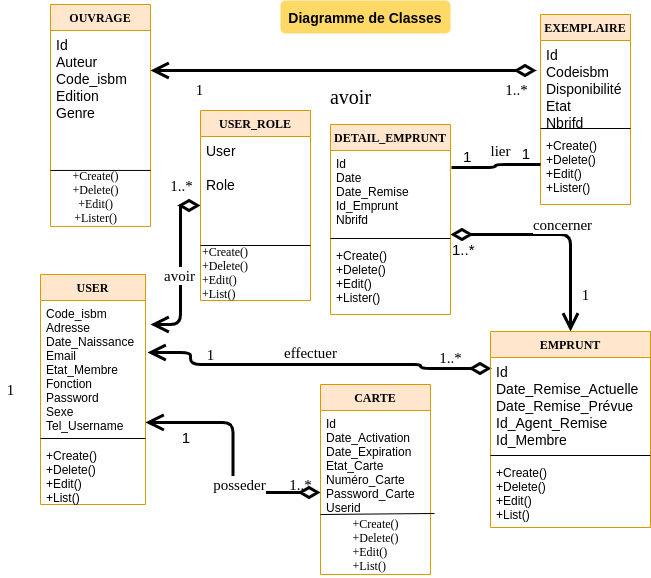 Diagramme de Classes
OUVRAGE
Id
Auteur
Code_isbm
Edition
Genre
+Create()
+Delete()
+Edit()
+Lister()
1
avoir
1..*
EXEMPLAIRE
Id
Codeisbm
Disponibilité
Etat
Nbrifd
+Create()
+Delete()
+Edit()
+Lister()
USER_ROLE
User
Role
+Create()
+Delete()
+Edit()
+List()
1..*
avoir
DETAIL_EMPRUNT
Id
Date
Date_Remise
Id_Emprunt
Nbrifd
+Create()
+Delete()
+Edit()
+Lister()
1
lier
1
concerner
1..*
1
USER
Code_ism
Adresse
Date_Naissance
Email
Etat_Membre
Fonction
Password
Sexe
Tel_Username
+Create()
+Delete()
+Edit()
+List()
1
1
effectuer
1..*
EMPRUNT
Id
Date_Remise_Actuelle
Date_Remise_Prévue
Id_Agent_Remise
Id_Membre
+Create()
+Delete()
+Edit()
+List()
1
posseder
1..*
CARTE
Id
Date_Activation
Date_Expiration
Etat_Carte
Numéro_Carte
Password_Carte
Userid
+Create()
+Delete()
+Edit()
+List()